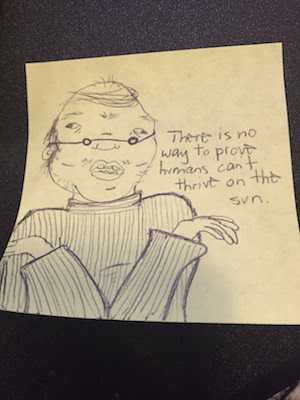 There is no
way to prove
humans can't
thrive on the
sun.